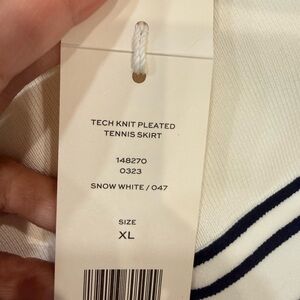 TECH KNIT PLEATED
TENNIS SKIRT
148270
0323
SNOW WHITE / 047
SIZE
XL